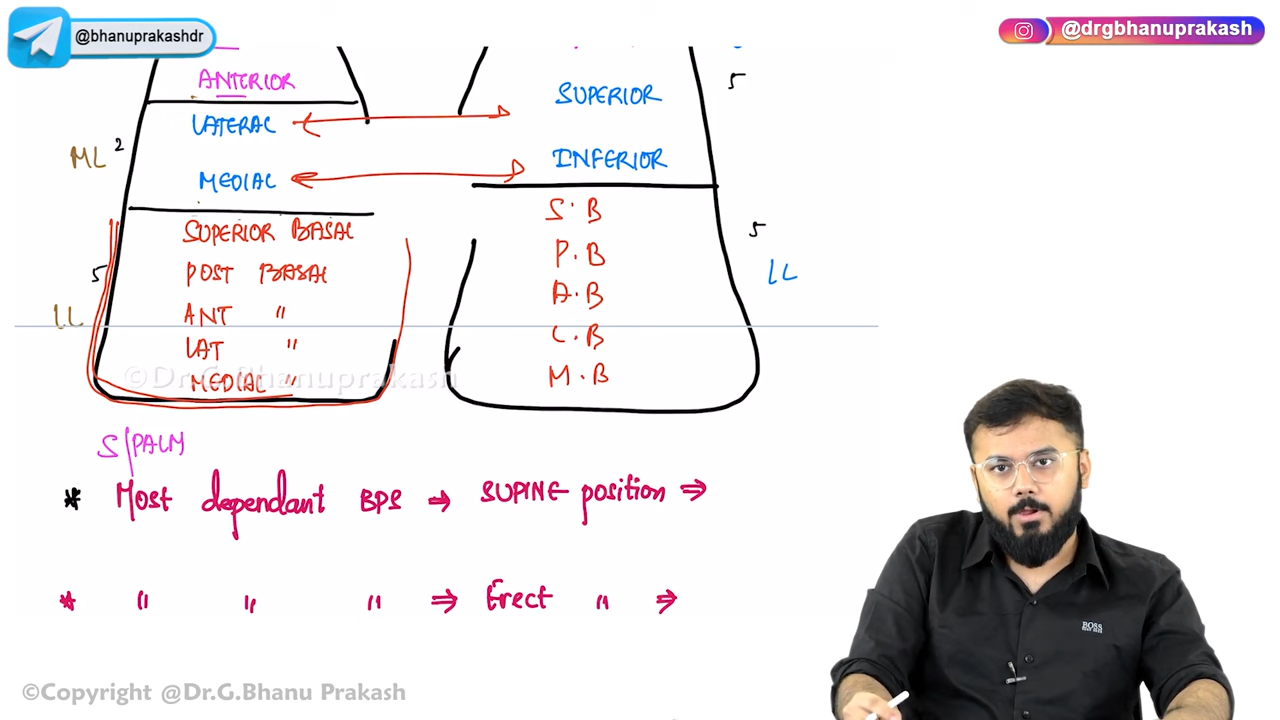 @bhanuprakashdr
@drgbhanuprakash
ANTERIOR
5
SUPERIOR
LATERAL
ML 2
INFERIOR
MEDIAL
SUPERIOR BASAL
S.B
POST BASAL
P.B
5
5
LL
ANT "
A.B
LL
LAT "
L.B
MEDIAL "
M.B
©Dr.G.Bhanuprakash
S/PALM
* Most dependant BPS → SUPINE position ⇒
* " " " ⇒ Erect " ⇒
BOSS
©Copyright @Dr.G.Bhanu Prakash